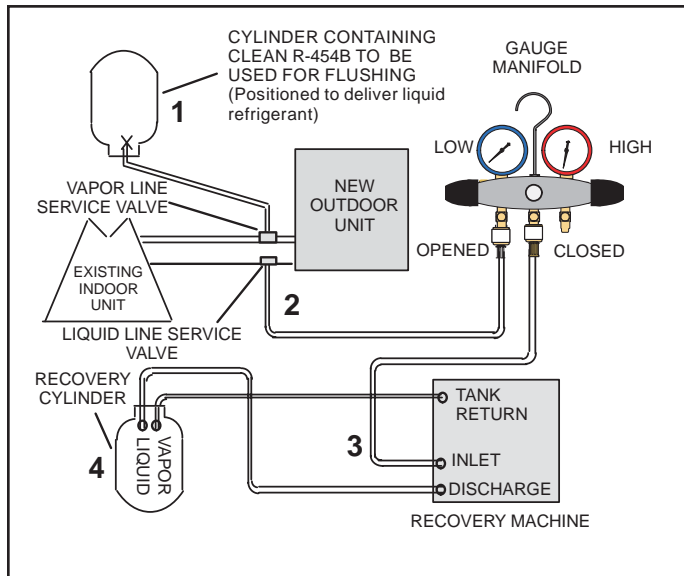 CYLINDER CONTAINING
CLEAN R-454B TO BE
USED FOR FLUSHING
(Positioned to deliver liquid
refrigerant)
1
GAUGE
MANIFOLD
LOW
HIGH
VAPOR LINE
SERVICE VALVE
NEW
OUTDOOR
UNIT
OPENED
CLOSED
EXISTING
INDOOR
UNIT
2
LIQUID LINE SERVICE
VALVE
RECOVERY
CYLINDER
TANK
RETURN
3
LIQUID
VAPOR
4
INLET
DISCHARGE
RECOVERY MACHINE